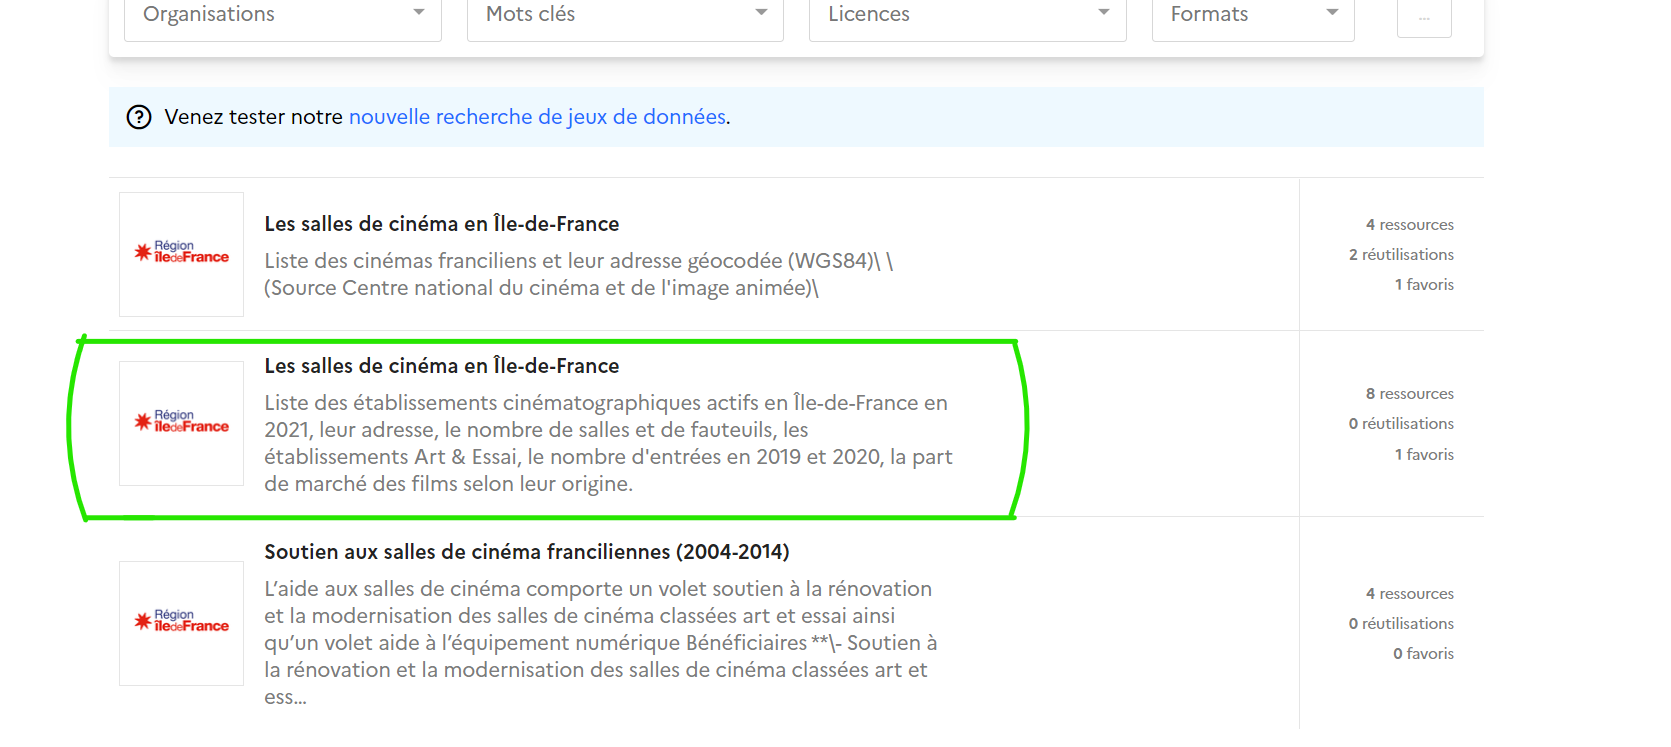 Organisations Mots clés Licences Formats ...
Venez tester notre nouvelle recherche de jeux de données.
Région
îledeFrance
Les salles de cinéma en Île-de-France
Liste des cinémas franciliens et leur adresse géocodée (WGS84)\ \
(Source Centre national du cinéma et de l'image animée)\
4 ressources
2 réutilisations
1 favoris
Région
îledeFrance
Les salles de cinéma en Île-de-France
Liste des établissements cinématographiques actifs en Île-de-France en
2021, leur adresse, le nombre de salles et de fauteuils, les
établissements Art & Essai, le nombre d'entrées en 2019 et 2020, la part
de marché des films selon leur origine.
8 ressources
0 réutilisations
1 favoris
Région
îledeFrance
Soutien aux salles de cinéma franciliennes (2004-2014)
L’aide aux salles de cinéma comporte un volet soutien à la rénovation
et la modernisation des salles de cinéma classées art et essai ainsi
qu’un volet aide à l’équipement numérique Bénéficiaires **\- Soutien à
la rénovation et la modernisation des salles de cinéma classées art et
ess...
4 ressources
0 réutilisations
0 favoris